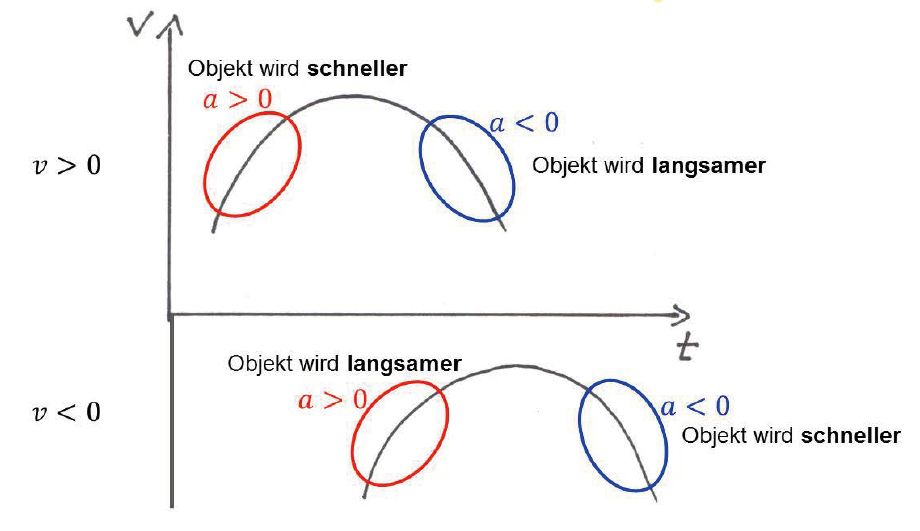 v
Objekt wird schneller
a > 0
a < 0
v > 0
Objekt wird langsamer
t
Objekt wird langsamer
a > 0
a < 0
v < 0
Objekt wird schneller